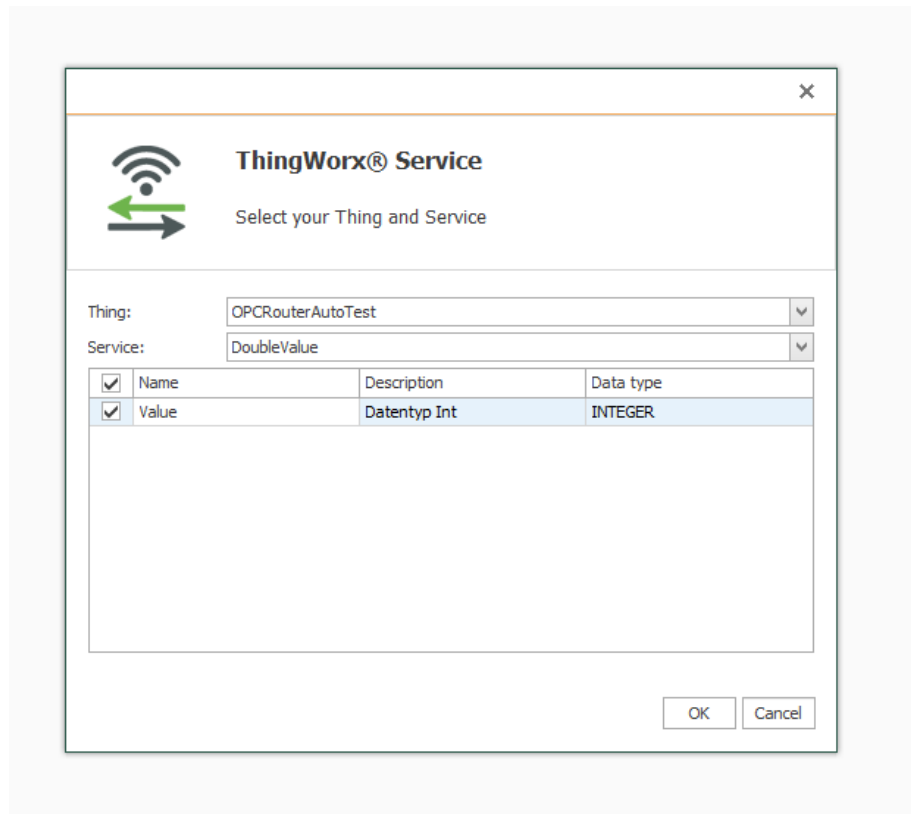 ThingWorx® Service
Select your Thing and Service
Thing: OPCRouterAutoTest
Service: DoubleValue
Name Description Data type
Value Datentyp Int INTEGER
OK Cancel